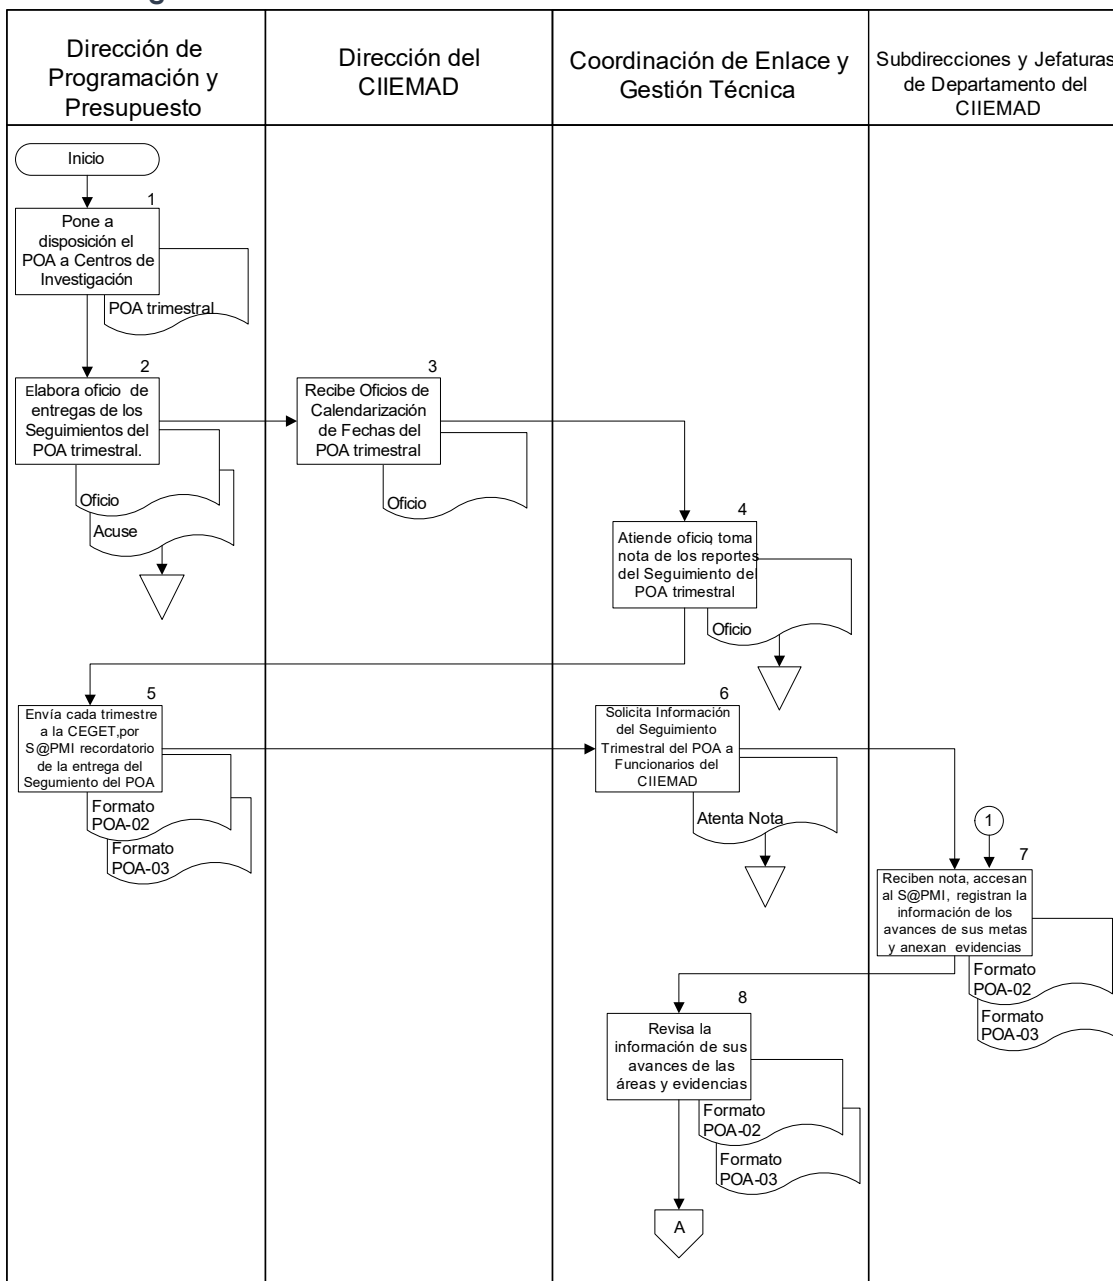 Dirección de
Programación y
Presupuesto
Dirección del
CIIEMAD
Coordinación de Enlace y
Gestión Técnica
Subdirecciones y Jefaturas
de Departamento del
CIIEMAD
Inicio
1
Pone a
disposición el
POA a Centros de
Investigación
POA trimestral
2
Elabora oficio de
entregas de los
Seguimientos del
POA trimestral.
Oficio
Acuse
3
Recibe Oficios de
Calendarización
de Fechas del
POA trimestral
Oficio
4
Atiende oficio, toma
nota de los reportes
del Seguimiento del
POA trimestral
Oficio
5
Envía cada trimestre
a la CEGET,por
S@PMI recordatorio
de la entrega del
Segumiento del POA
Formato
POA-02
Formato
POA-03
6
Solicita Información
del Seguimiento
Trimestral del POA a
Funcionarios del
CIIEMAD
Atenta Nota
1
7
Reciben nota, accesan
al S@PMI, registran la
información de los
avances de sus metas
y anexan evidencias
Formato
POA-02
Formato
POA-03
8
Revisa la
información de sus
avances de las
áreas y evidencias
Formato
POA-02
Formato
POA-03
A